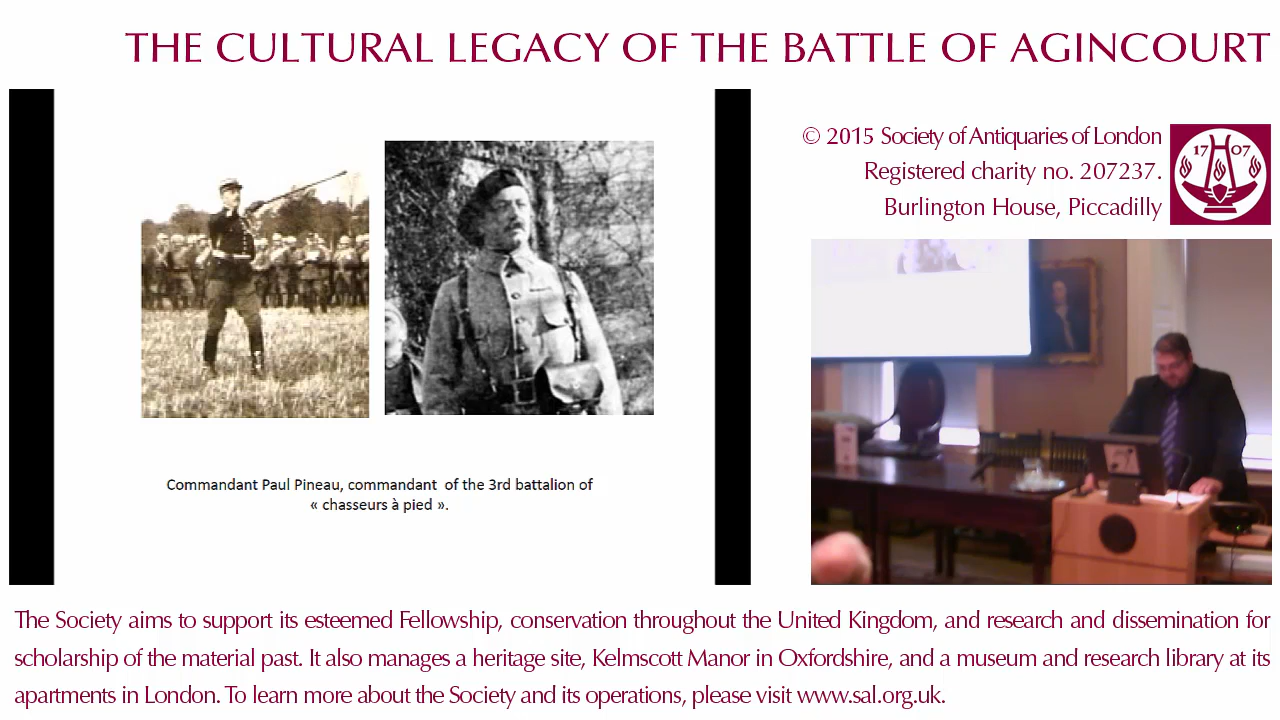 THE CULTURAL LEGACY OF THE BATTLE OF AGINCOURT
© 2015 Society of Antiquaries of London
Registered charity no. 207237.
Burlington House, Piccadilly
17 07
Commandant Paul Pineau, commandant of the 3rd battalion of
« chasseurs à pied ».
The Society aims to support its esteemed Fellowship, conservation throughout the United Kingdom, and research and dissemination for
scholarship of the material past. It also manages a heritage site, Kelmscott Manor in Oxfordshire, and a museum and research library at its
apartments in London. To learn more about the Society and its operations, please visit www.sal.org.uk.